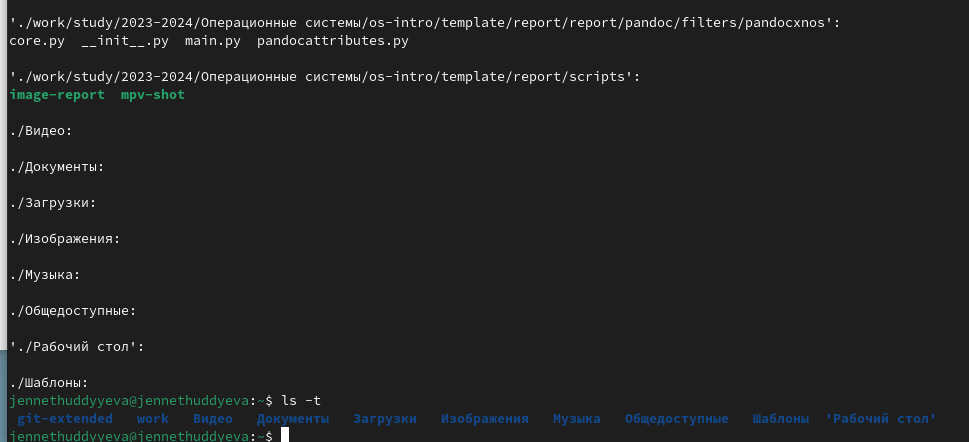 './work/study/2023-2024/Операционные системы/os-intro/template/report/report/pandoc/filters/pandocxnos':
core.py  __init__.py  main.py  pandocattributes.py
'./work/study/2023-2024/Операционные системы/os-intro/template/report/scripts':
image-report  mpv-shot
./Видео:
./Документы:
./Загрузки:
./Изображения:
./Музыка:
./Общедоступные:
'./Рабочий стол':
./Шаблоны:
jennethuddyyeva@jennethuddyeva:~$ ls -t
git-extended  work  Видео  Документы  Загрузки  Изображения  Музыка  Общедоступные  Шаблоны  'Рабочий стол'
jennethuddyyeva@jennethuddyeva:~$